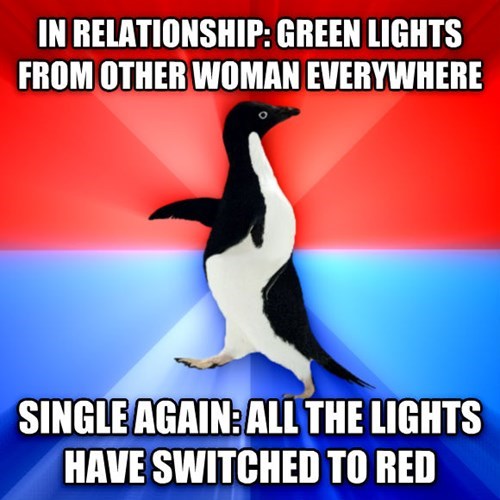 IN RELATIONSHIP: GREEN LIGHTS
FROM OTHER WOMAN EVERYWHERE
SINGLE AGAIN: ALL THE LIGHTS
HAVE SWITCHED TO RED